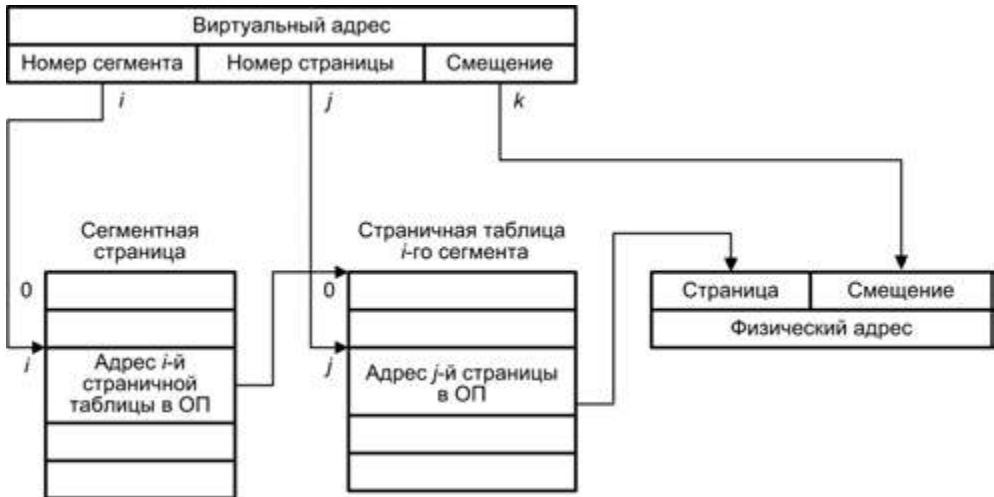 Виртуальный адрес
Номер сегмента Номер страницы Смещение
i j k
Сегментная
страница
Страничная таблица
i-го сегмента
0 0
Страница Смещение
Физический адрес
i j
Адрес i-й
страничной
таблицы в ОП
Адрес j-й страницы
в ОП